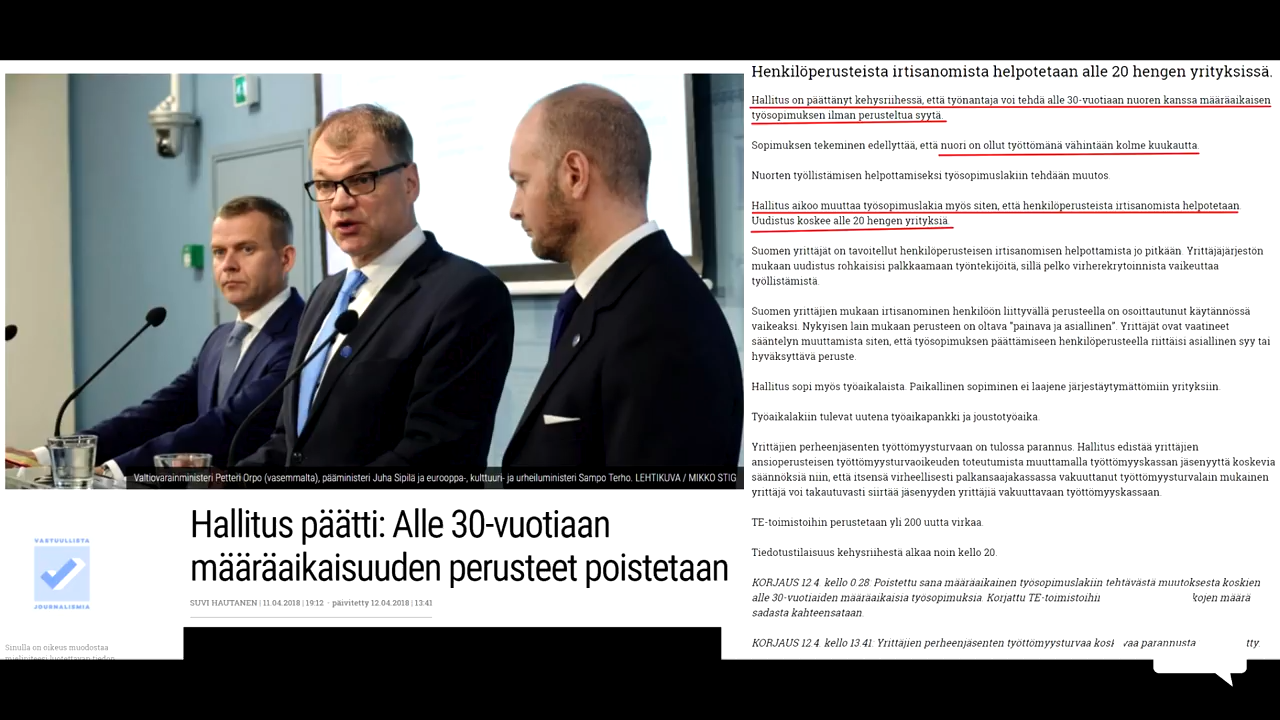 Valtiovarainministeri Petteri Orpo (vasemmalta), pääministeri Juha Sipilä ja eurooppa-, kulttuuri- ja urheiluministeri Sampo Terho. LEHTIKUVA / MIKKO STIG
VASTUULLISTA
JOURNALISMIA
Hallitus päätti: Alle 30-vuotiaan
määräaikaisuuden perusteet poistetaan
SUVI HAUTANEN | 11.04.2018 | 19:12 - päivitetty 12.04.2018 | 13:41
Sinulla on oikeus muodostaa
mielipiteesi luotettavan tiedon
Henkilöperusteista irtisanomista helpotetaan alle 20 hengen yrityksissä.
Hallitus on päättänyt kehysriihessä, että työnantaja voi tehdä alle 30-vuotiaan nuoren kanssa määräaikaisen
työsopimuksen ilman perusteltua syytä.
Sopimuksen tekeminen edellyttää, että nuori on ollut työttömänä vähintään kolme kuukautta.
Nuorten työllistämisen helpottamiseksi työsopimuslakiin tehdään muutos.
Hallitus aikoo muuttaa työsopimuslakia myös siten, että henkilöperusteista irtisanomista helpotetaan.
Uudistus koskee alle 20 hengen yrityksiä.
Suomen yrittäjät on tavoitellut henkilöperusteisen irtisanomisen helpottamista jo pitkään. Yrittäjäjärjestön
mukaan uudistus rohkaisisi palkkaamaan työntekijöitä, sillä pelko virherekrytoinnista vaikeuttaa
työllistämistä.
Suomen yrittäjien mukaan irtisanominen henkilöön liittyvällä perusteella on osoittautunut käytännössä
vaikeaksi. Nykyisen lain mukaan perusteen on oltava "painava ja asiallinen". Yrittäjät ovat vaatineet
sääntelyn muuttamista siten, että työsopimuksen päättämiseen henkilöperusteella riittäisi asiallinen syy tai
hyväksyttävä peruste.
Hallitus sopi myös työaikalaista. Paikallinen sopiminen ei laajene järjestäytymättömiin yrityksiin.
Työaikalakiin tulevat uutena työaikapankki ja joustotyöaika.
Yrittäjien perheenjäsenten työttömyysturvaan on tulossa parannus. Hallitus edistää yrittäjien
ansioperusteisen työttömyysturvaoikeuden toteutumista muuttamalla työttömyyskassan jäsenyyttä koskevia
säännöksiä niin, että itsensä virheellisesti palkansaajakassassa vakuuttanut työttömyysturvalain mukainen
yrittäjä voi takautuvasti siirtää jäsenyyden yrittäjiä vakuuttavaan työttömyyskassaan.
TE-toimistoihin perustetaan yli 200 uutta virkaa.
Tiedotustilaisuus kehysriihestä alkaa noin kello 20.
KORJAUS 12.4. kello 0.28: Poistettu sana määräaikainen työsopimuslakiin tehtävästä muutoksesta koskien
alle 30-vuotiaiden määräaikaisia työsopimuksia. Korjattu TE-toimistoihin kojen määrä
sadasta kahteensataan.
KORJAUS 12.4. kello 13.41: Yrittäjien perheenjäsenten työttömyysturvaa parannusta